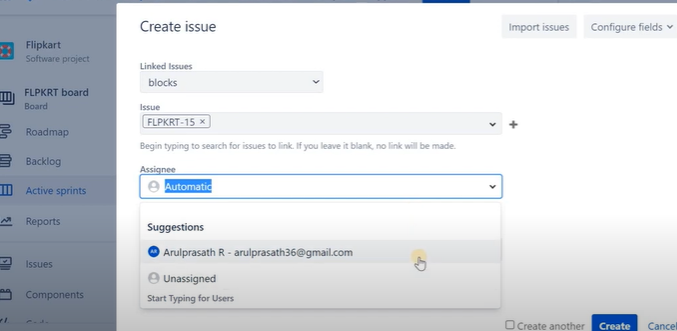 Create issue
Import issues
Configure fields
Flipkart
Software project
FLPKRT board
Board
Roadmap
Backlog
Active sprints
Reports
Issues
Components
Linked Issues
blocks
Issue
FLPKRT-15 ×
Begin typing to search for issues to link. If you leave it blank, no link will be made.
Assignee
Automatic
Suggestions
AR Arulprasath R - arulprasath36@gmail.com
Unassigned
Start Typing for Users
Create another
Create
Cancel